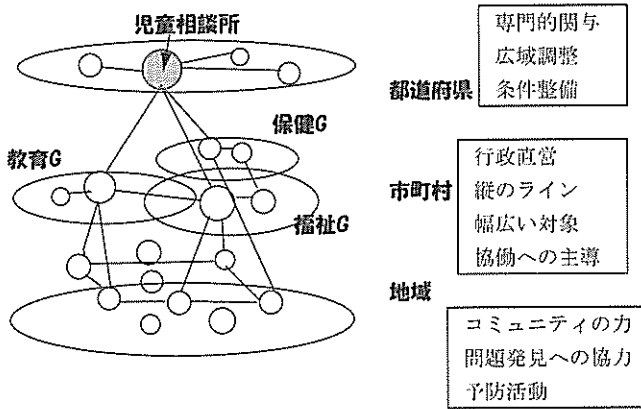 児童相談所
保健G
教育G
福祉G
都道府県
専門的関与
広域調整
条件整備
市町村
行政直営
縦のライン
幅広い対象
協働への主導
地域
コミュニティの力
問題発見への協力
予防活動